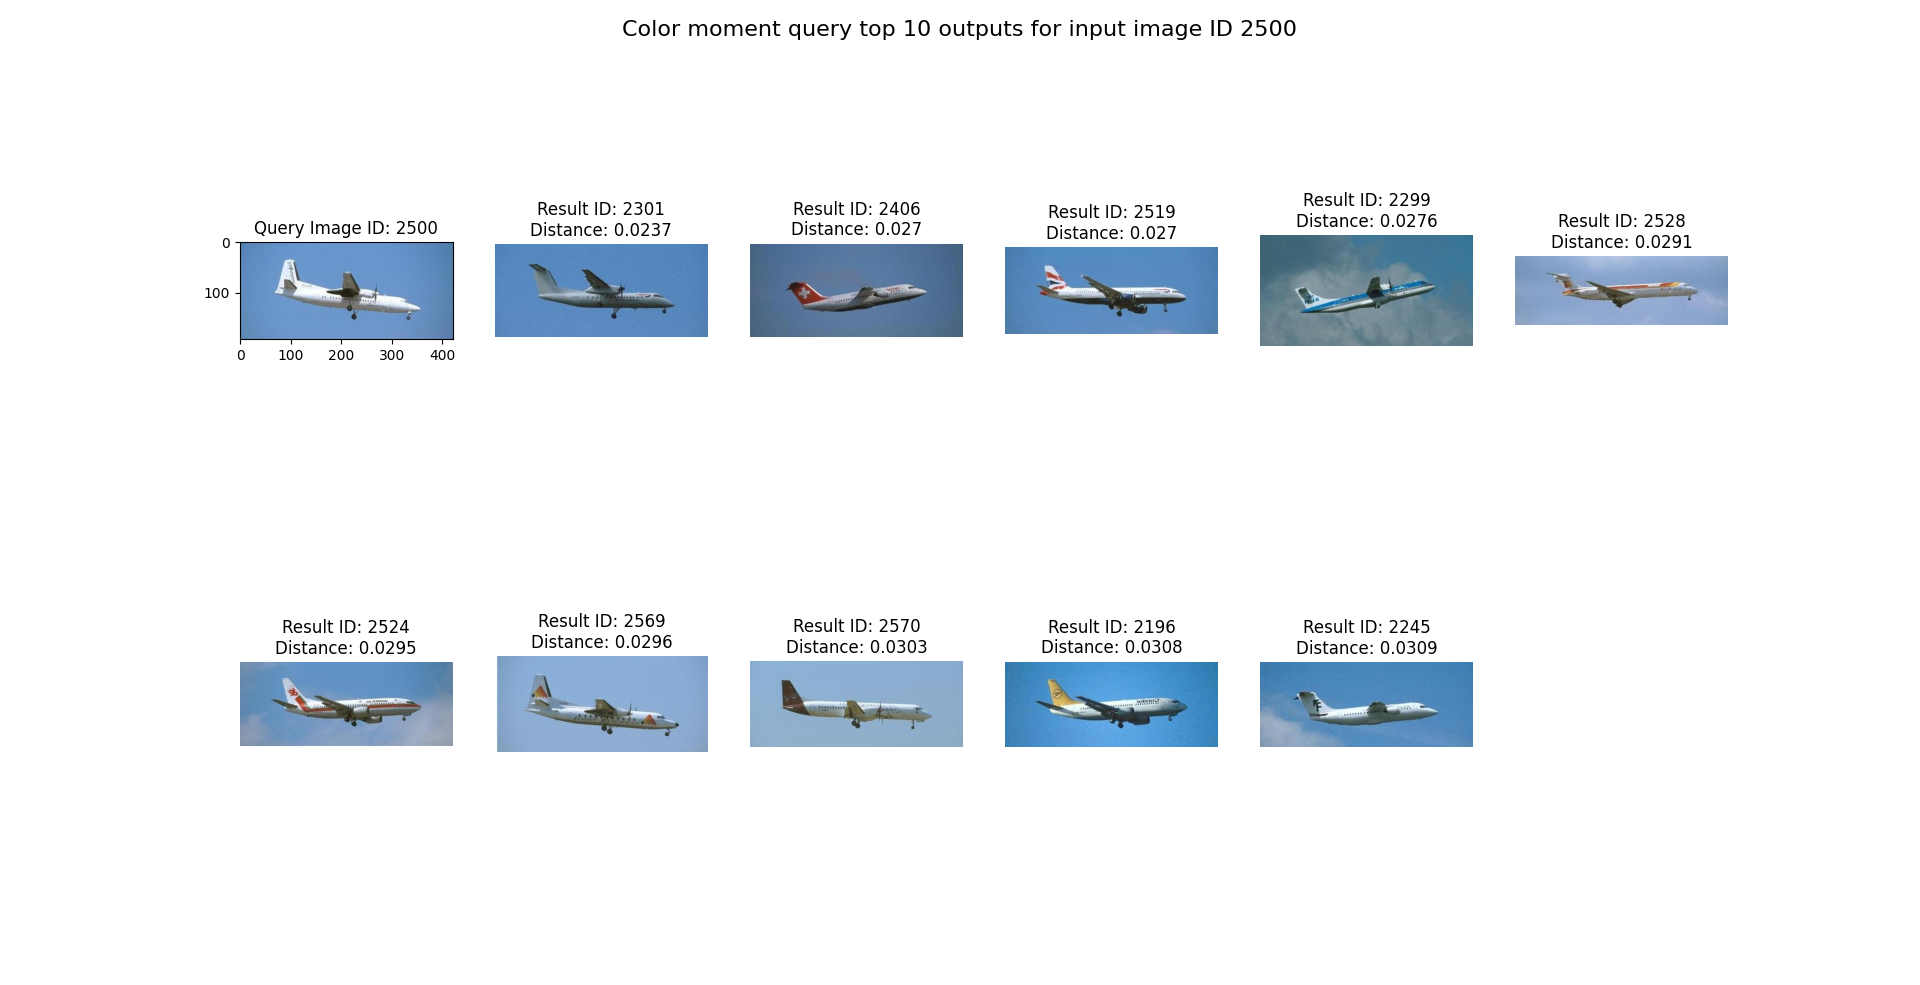 Color moment query top 10 outputs for input image ID 2500
Query Image ID: 2500
0
100
0 100 200 300 400
Result ID: 2301
Distance: 0.0237
Result ID: 2406
Distance: 0.027
Result ID: 2519
Distance: 0.027
Result ID: 2299
Distance: 0.0276
Result ID: 2528
Distance: 0.0291
Result ID: 2524
Distance: 0.0295
Result ID: 2569
Distance: 0.0296
Result ID: 2570
Distance: 0.0303
Result ID: 2196
Distance: 0.0308
Result ID: 2245
Distance: 0.0309